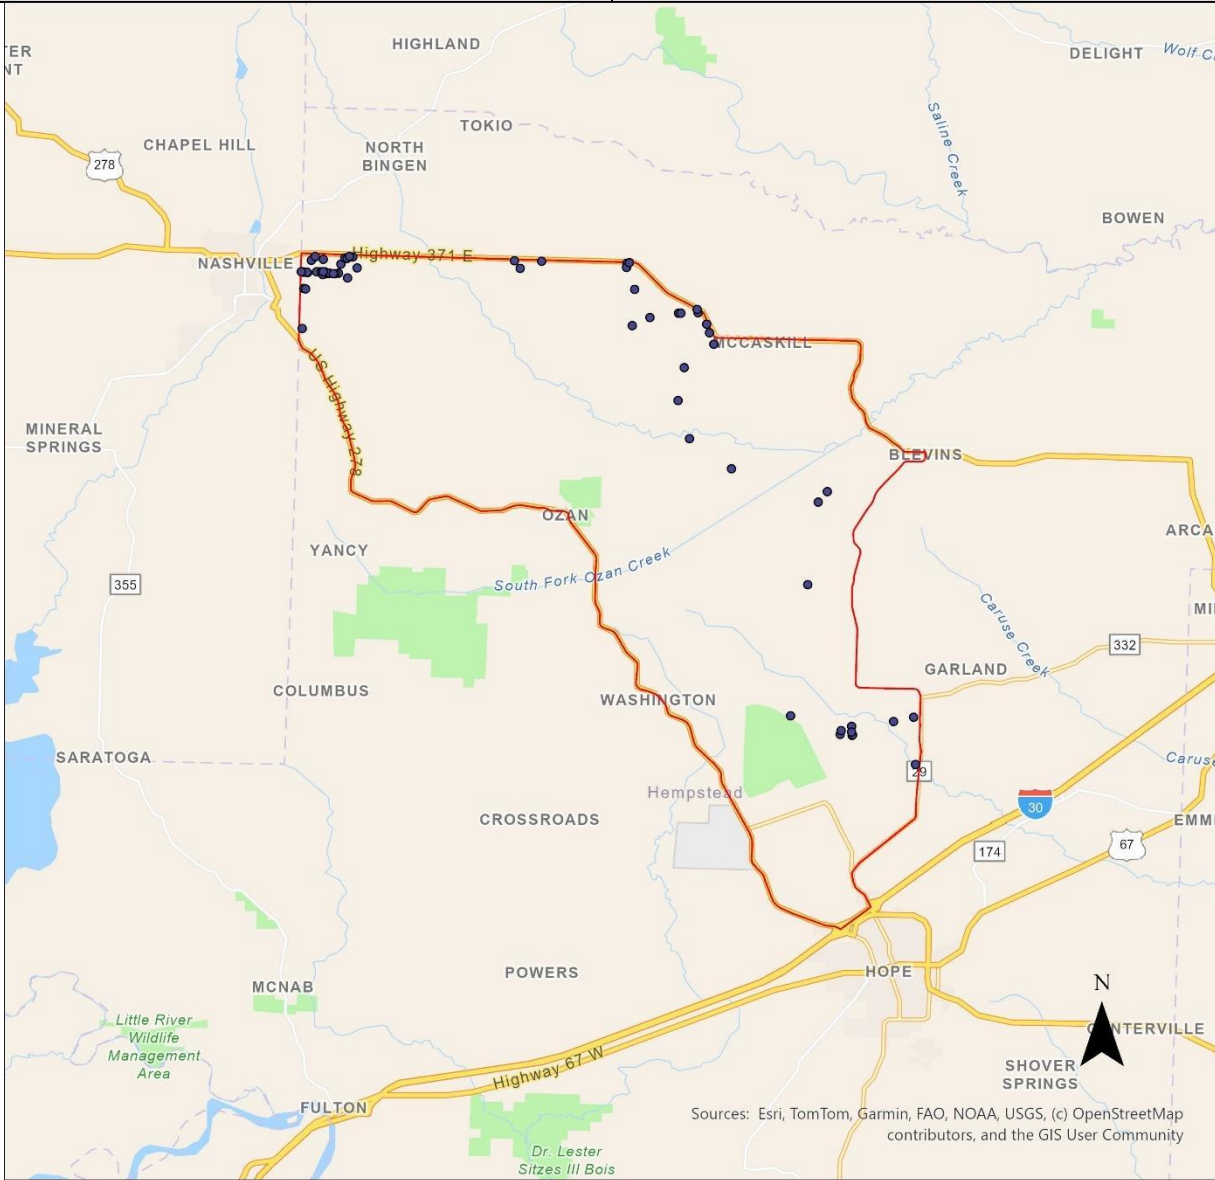 HIGHLAND
DELIGHT
Wolf C
TER
NT
TOKIO
CHAPEL HILL
NORTH
BINGEN
278
Saline Creek
BOWEN
NASHVILLE
Highway 371 E
MCCASKILL
US Highway 278
MINERAL
SPRINGS
BLEVINS
OZAN
ARCA
YANCY
South Fork Ozan Creek
355
Caruse Creek
MI
332
GARLAND
COLUMBUS
WASHINGTON
SARATOGA
Caruse
29
Hempstead
30
CROSSROADS
EMM
67
174
POWERS
HOPE
MCNAB
N
Little River
Wildlife
Management
Area
CENTERVILLE
Highway 67 W
SHOVER
SPRINGS
FULTON
Sources: Esri, TomTom, Garmin, FAO, NOAA, USGS, (c) OpenStreetMap
contributors, and the GIS User Community
Dr. Lester
Sitzes III Bois